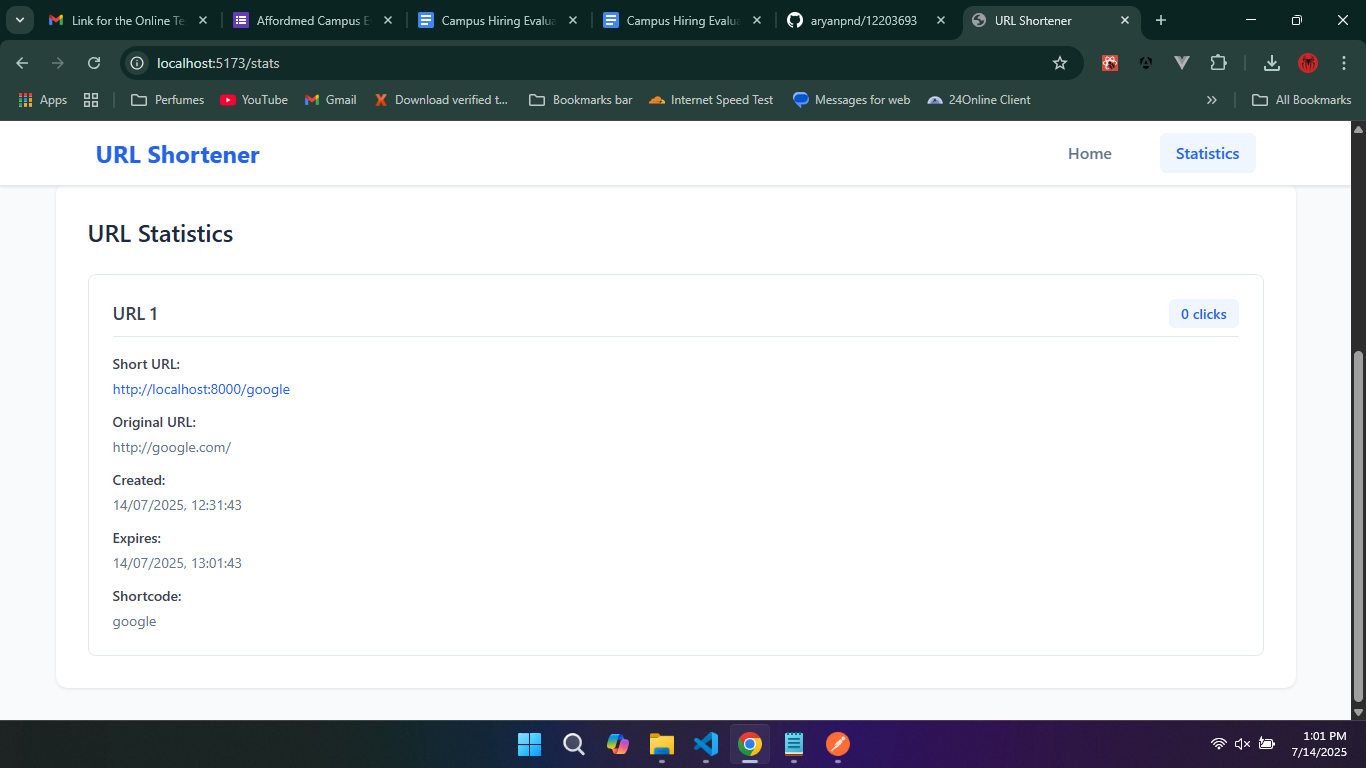 Link for the Online Te
Affordmed Campus E
Campus Hiring Evalua
Campus Hiring Evalua
aryanpnd/12203693
URL Shortener
localhost:5173/stats
Apps
Perfumes
YouTube
Gmail
Download verified t...
Bookmarks bar
Internet Speed Test
Messages for web
24Online Client
All Bookmarks
URL Shortener
Home
Statistics
URL Statistics
URL 1
0 clicks
Short URL:
http://localhost:8000/google
Original URL:
http://google.com/
Created:
14/07/2025, 12:31:43
Expires:
14/07/2025, 13:01:43
Shortcode:
google
1:01 PM
7/14/2025